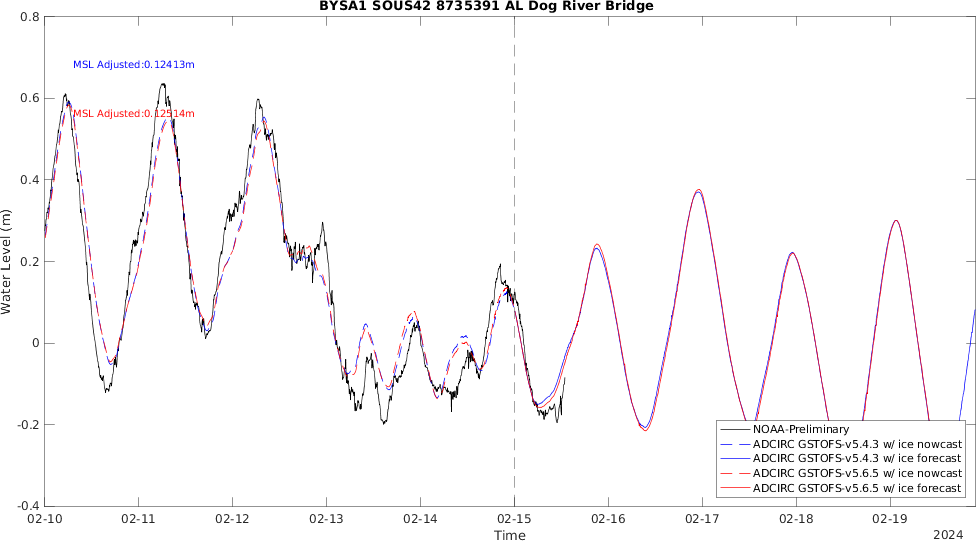 BYSA1 SOUS42 8735391 AL Dog River Bridge
0.8
MSL Adjusted:0.12413m
0.6
MSL Adjusted:0.12514m
0.4
0.2
0
-0.2
-0.4
Water Level (m)
NOAA-Preliminary
ADCIRC GSTOFS-v5.4.3 w/ ice nowcast
ADCIRC GSTOFS-v5.4.3 w/ ice forecast
ADCIRC GSTOFS-v5.6.5 w/ ice nowcast
ADCIRC GSTOFS-v5.6.5 w/ ice forecast
02-10 02-11 02-12 02-13 02-14 02-15 02-16 02-17 02-18 02-19
Time
2024